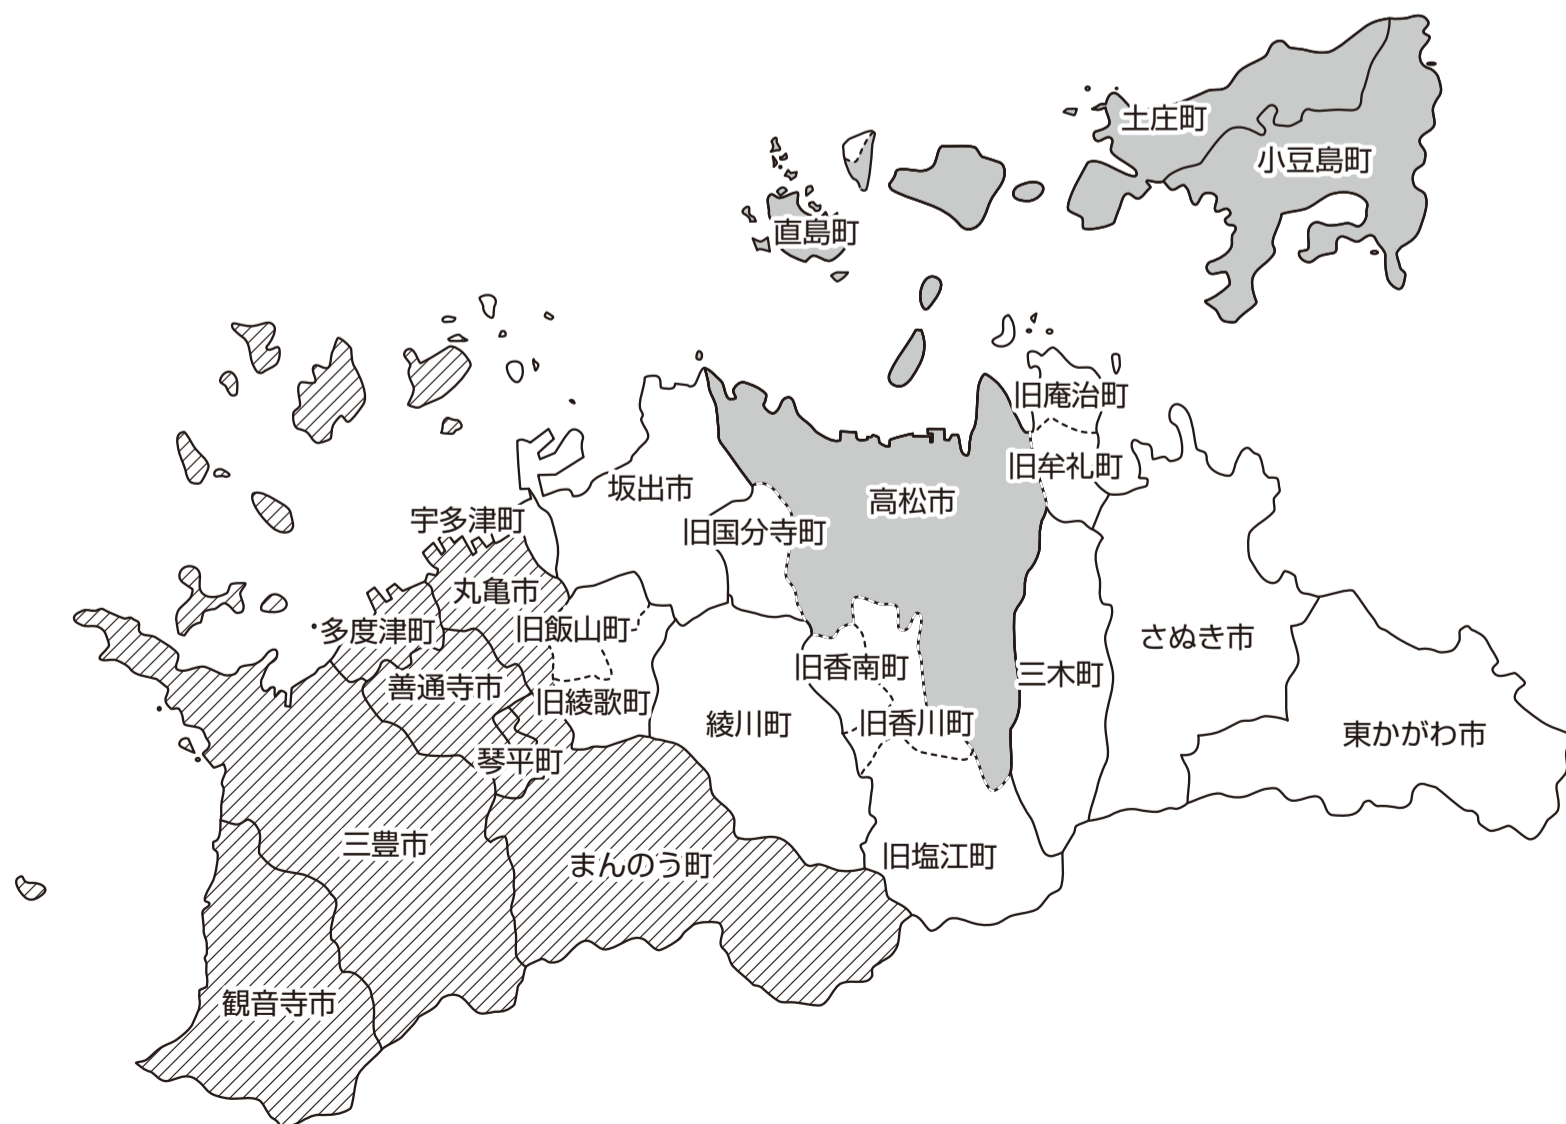 土庄町
小豆島町
直島町
旧庵治町
旧牟礼町
坂出市
高松市
宇多津町
旧国分寺町
丸亀市
多度津町
旧飯山町
さぬき市
善通寺市
旧香南町
三木町
旧綾歌町
綾川町
旧香川町
東かがわ市
琴平町
三豊市
まんのう町
旧塩江町
観音寺市